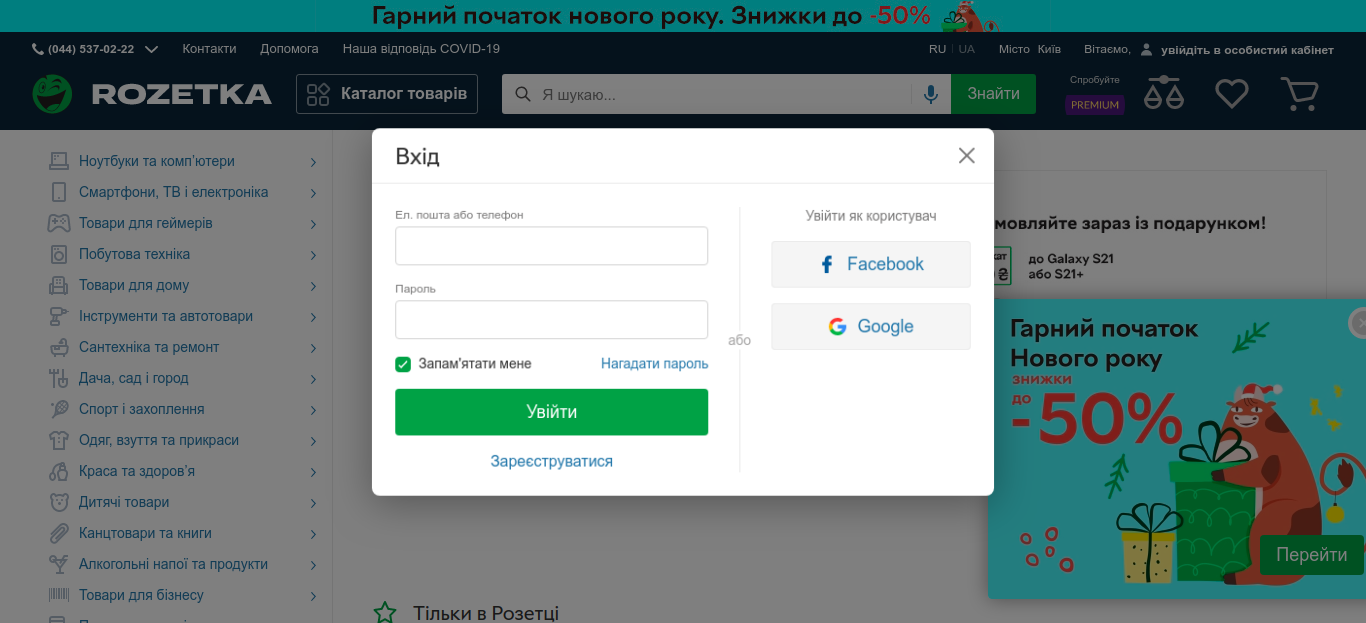 Гарний початок нового року. Знижки до -50%
(044) 537-02-22 Контакти Допомога Наша відповідь COVID-19 RU UA Місто Київ Вітаємо, увійдіть в особистий кабінет
ROZETKA Каталог товарів Я шукаю... Знайти
Спробуйте
PREMIUM
Вхід
Ел. пошта або телефон
Пароль
Запам'ятати мене Нагадати пароль
Увійти
Зареєструватися
або
Увійти як користувач
Facebook
Google
Ноутбуки та комп’ютери
Смартфони, ТВ і електроніка
Товари для геймерів
Побутова техніка
Товари для дому
Інструменти та автотовари
Сантехніка та ремонт
Дача, сад і город
Спорт і захоплення
Одяг, взуття та прикраси
Краса та здоров’я
Дитячі товари
Канцтовари та книги
Алкогольні напої та продукти
Товари для бізнесу
мовляйте зараз із подарунком!
до Galaxy S21
або S21+
Гарний початок
Нового року
знижки
до
-50%
Перейти
Тільки в Розетці